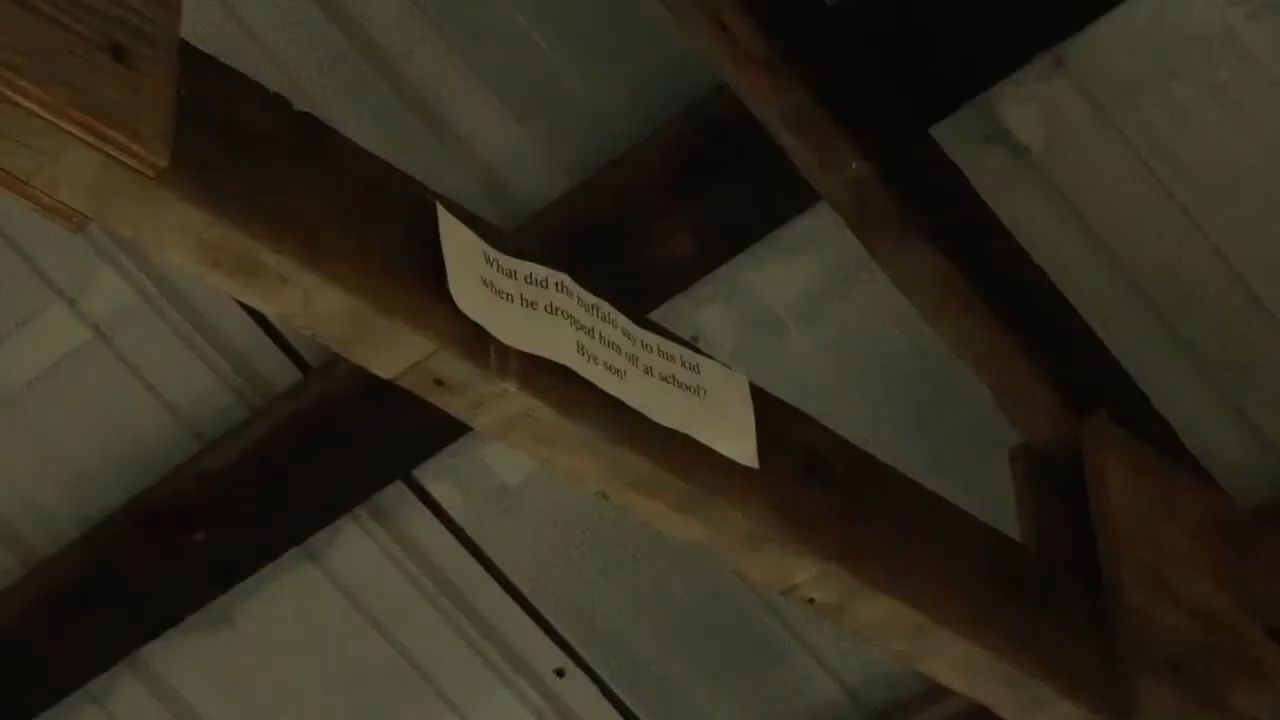 What did the buffalo say to his kid
when he dropped him off at school?
Bye son!